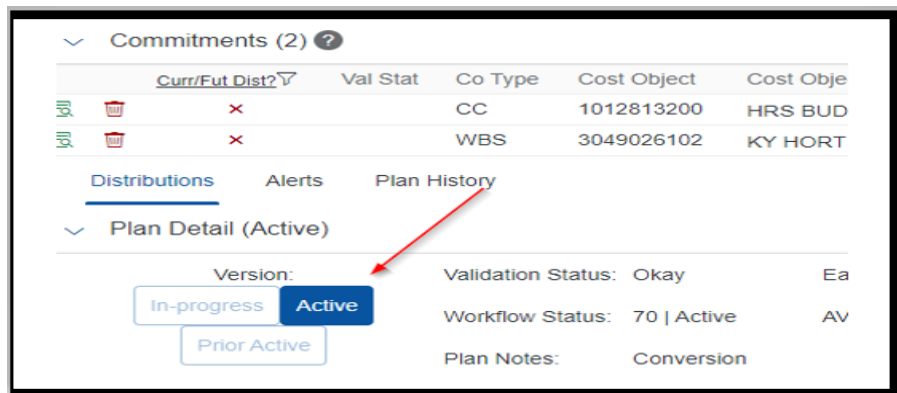 Commitments (2) ?
Curr/Fut Dist? Val Stat Co Type Cost Object Cost Obje
CC 1012813200 HRS BUD
WBS 3049026102 KY HORT
Distributions Alerts Plan History
Plan Detail (Active)
Version: Validation Status: Okay Ea
In-progress Active
Workflow Status: 70 | Active AV
Prior Active
Plan Notes: Conversion